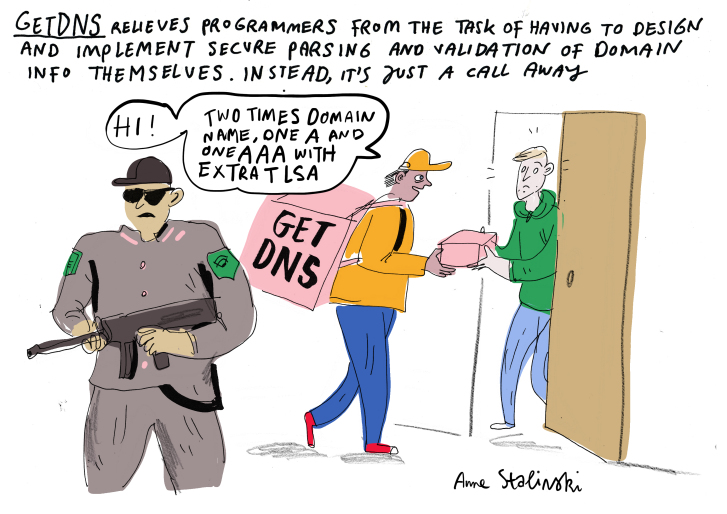 GETDNS RELIEVES PROGRAMMERS FROM THE TASK OF HAVING TO DESIGN
AND IMPLEMENT SECURE PARSING AND VALIDATION OF DOMAIN
INFO THEMSELVES. INSTEAD, IT'S JUST A CALL AWAY
HI!
TWO TIMES DOMAIN
NAME, ONE A AND
ONE AAA WITH
EXTRA TLSA
GET
DNS
Anne Stalinski